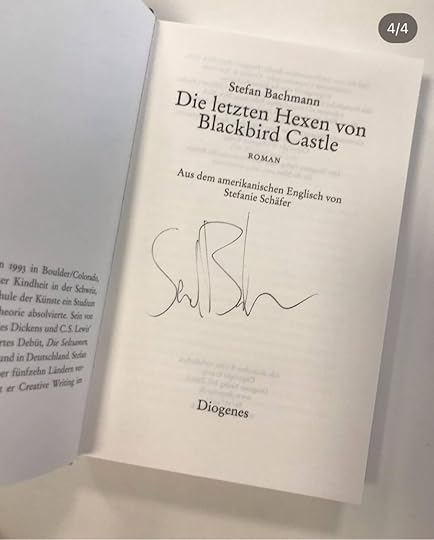 4/4
Stefan Bachmann
Die letzten Hexen von
Blackbird Castle
ROMAN
Aus dem amerikanischen Englisch von
Stefanie Schäfer
Diogenes
n 1993 in Boulder/Colorado,
er Kindheit in der Schweiz,
hule der Künste ein Studium
heorie absolvierte. Sein von
es Dickens und C.S. Lewis'
rtes Debüt, Die Seltsamen,
und in Deutschland. Stefan
er fünfzehn Ländern ver-
t er Creative Writing in